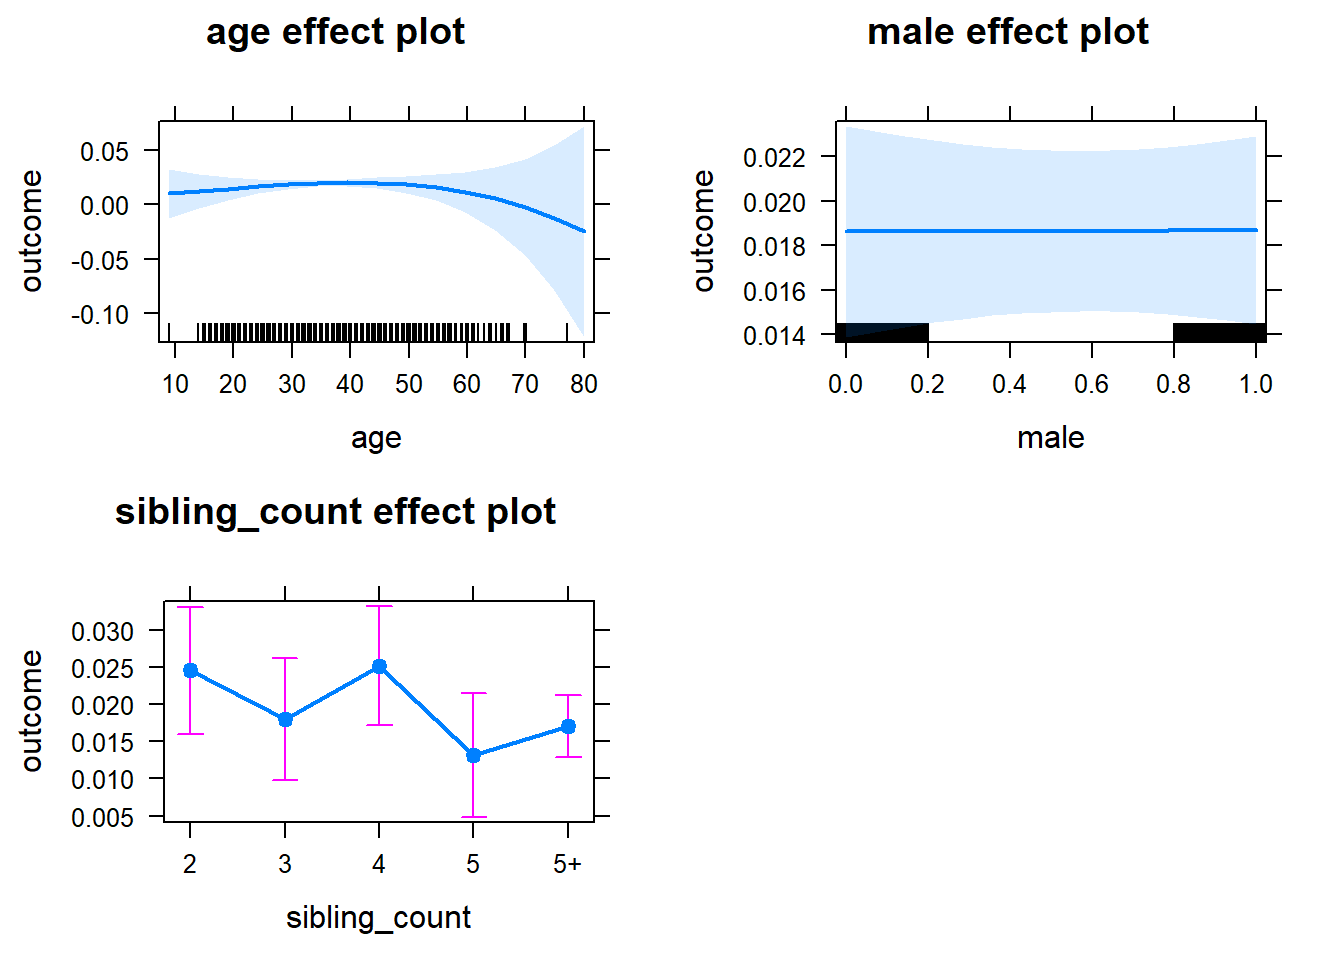 age effect plot
outcome
0.05
0.00
-0.05
-0.10
10 20 30 40 50 60 70 80
age
male effect plot
outcome
0.022
0.020
0.018
0.016
0.014
0.0 0.2 0.4 0.6 0.8 1.0
male
sibling_count effect plot
outcome
0.030
0.025
0.020
0.015
0.010
0.005
2 3 4 5 5+
sibling_count